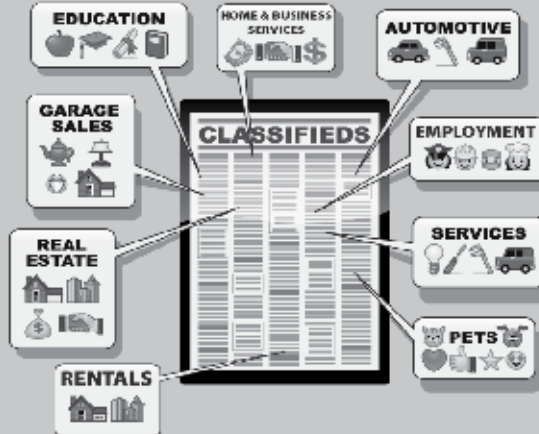 EDUCATION
HOME & BUSINESS
SERVICES
AUTOMOTIVE
GARAGE
SALES
CLASSIFIEDS
EMPLOYMENT
REAL
ESTATE
SERVICES
PETS
RENTALS